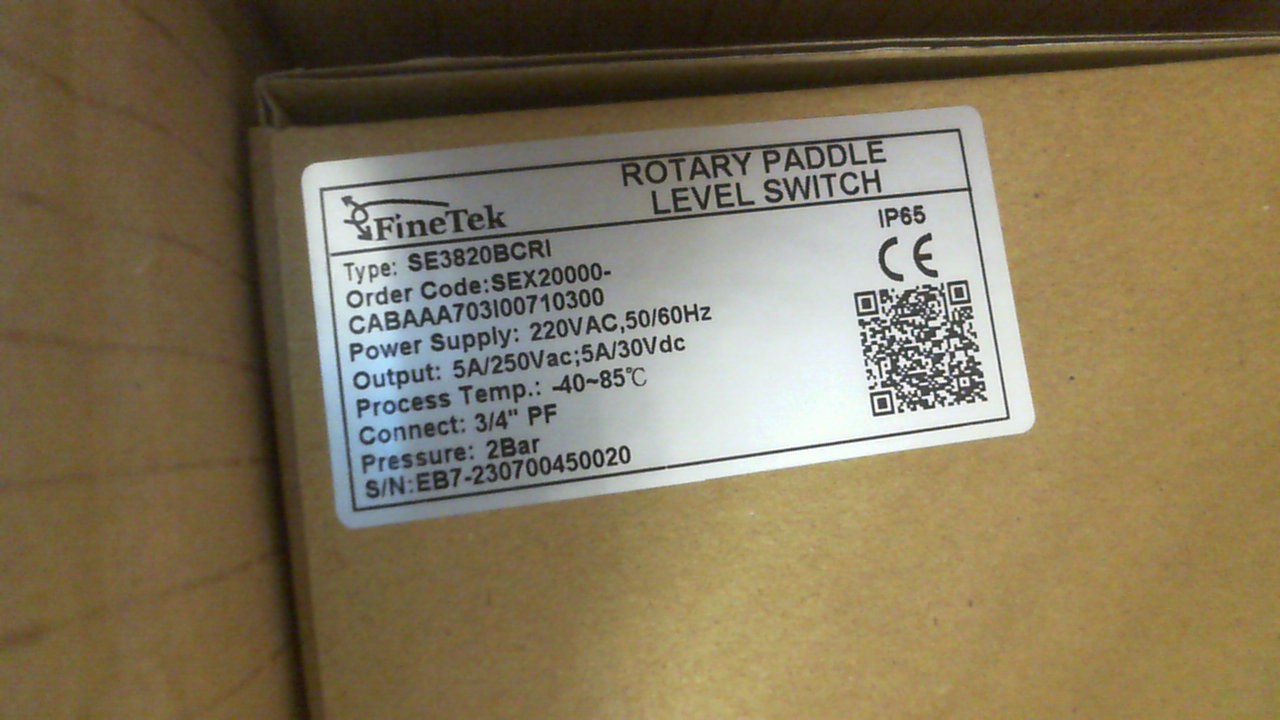 ROTARY PADDLE
LEVEL SWITCH
FineTek
IP65
CE
Type: SE3820BCRI
Order Code:SEX20000-
CABAAA703I00710300
Power Supply: 220VAC,50/60Hz
Output: 5A/250Vac;5A/30Vdc
Process Temp.: -40~85℃
Connect: 3/4" PF
Pressure: 2Bar
S/N:EB7-230700450020